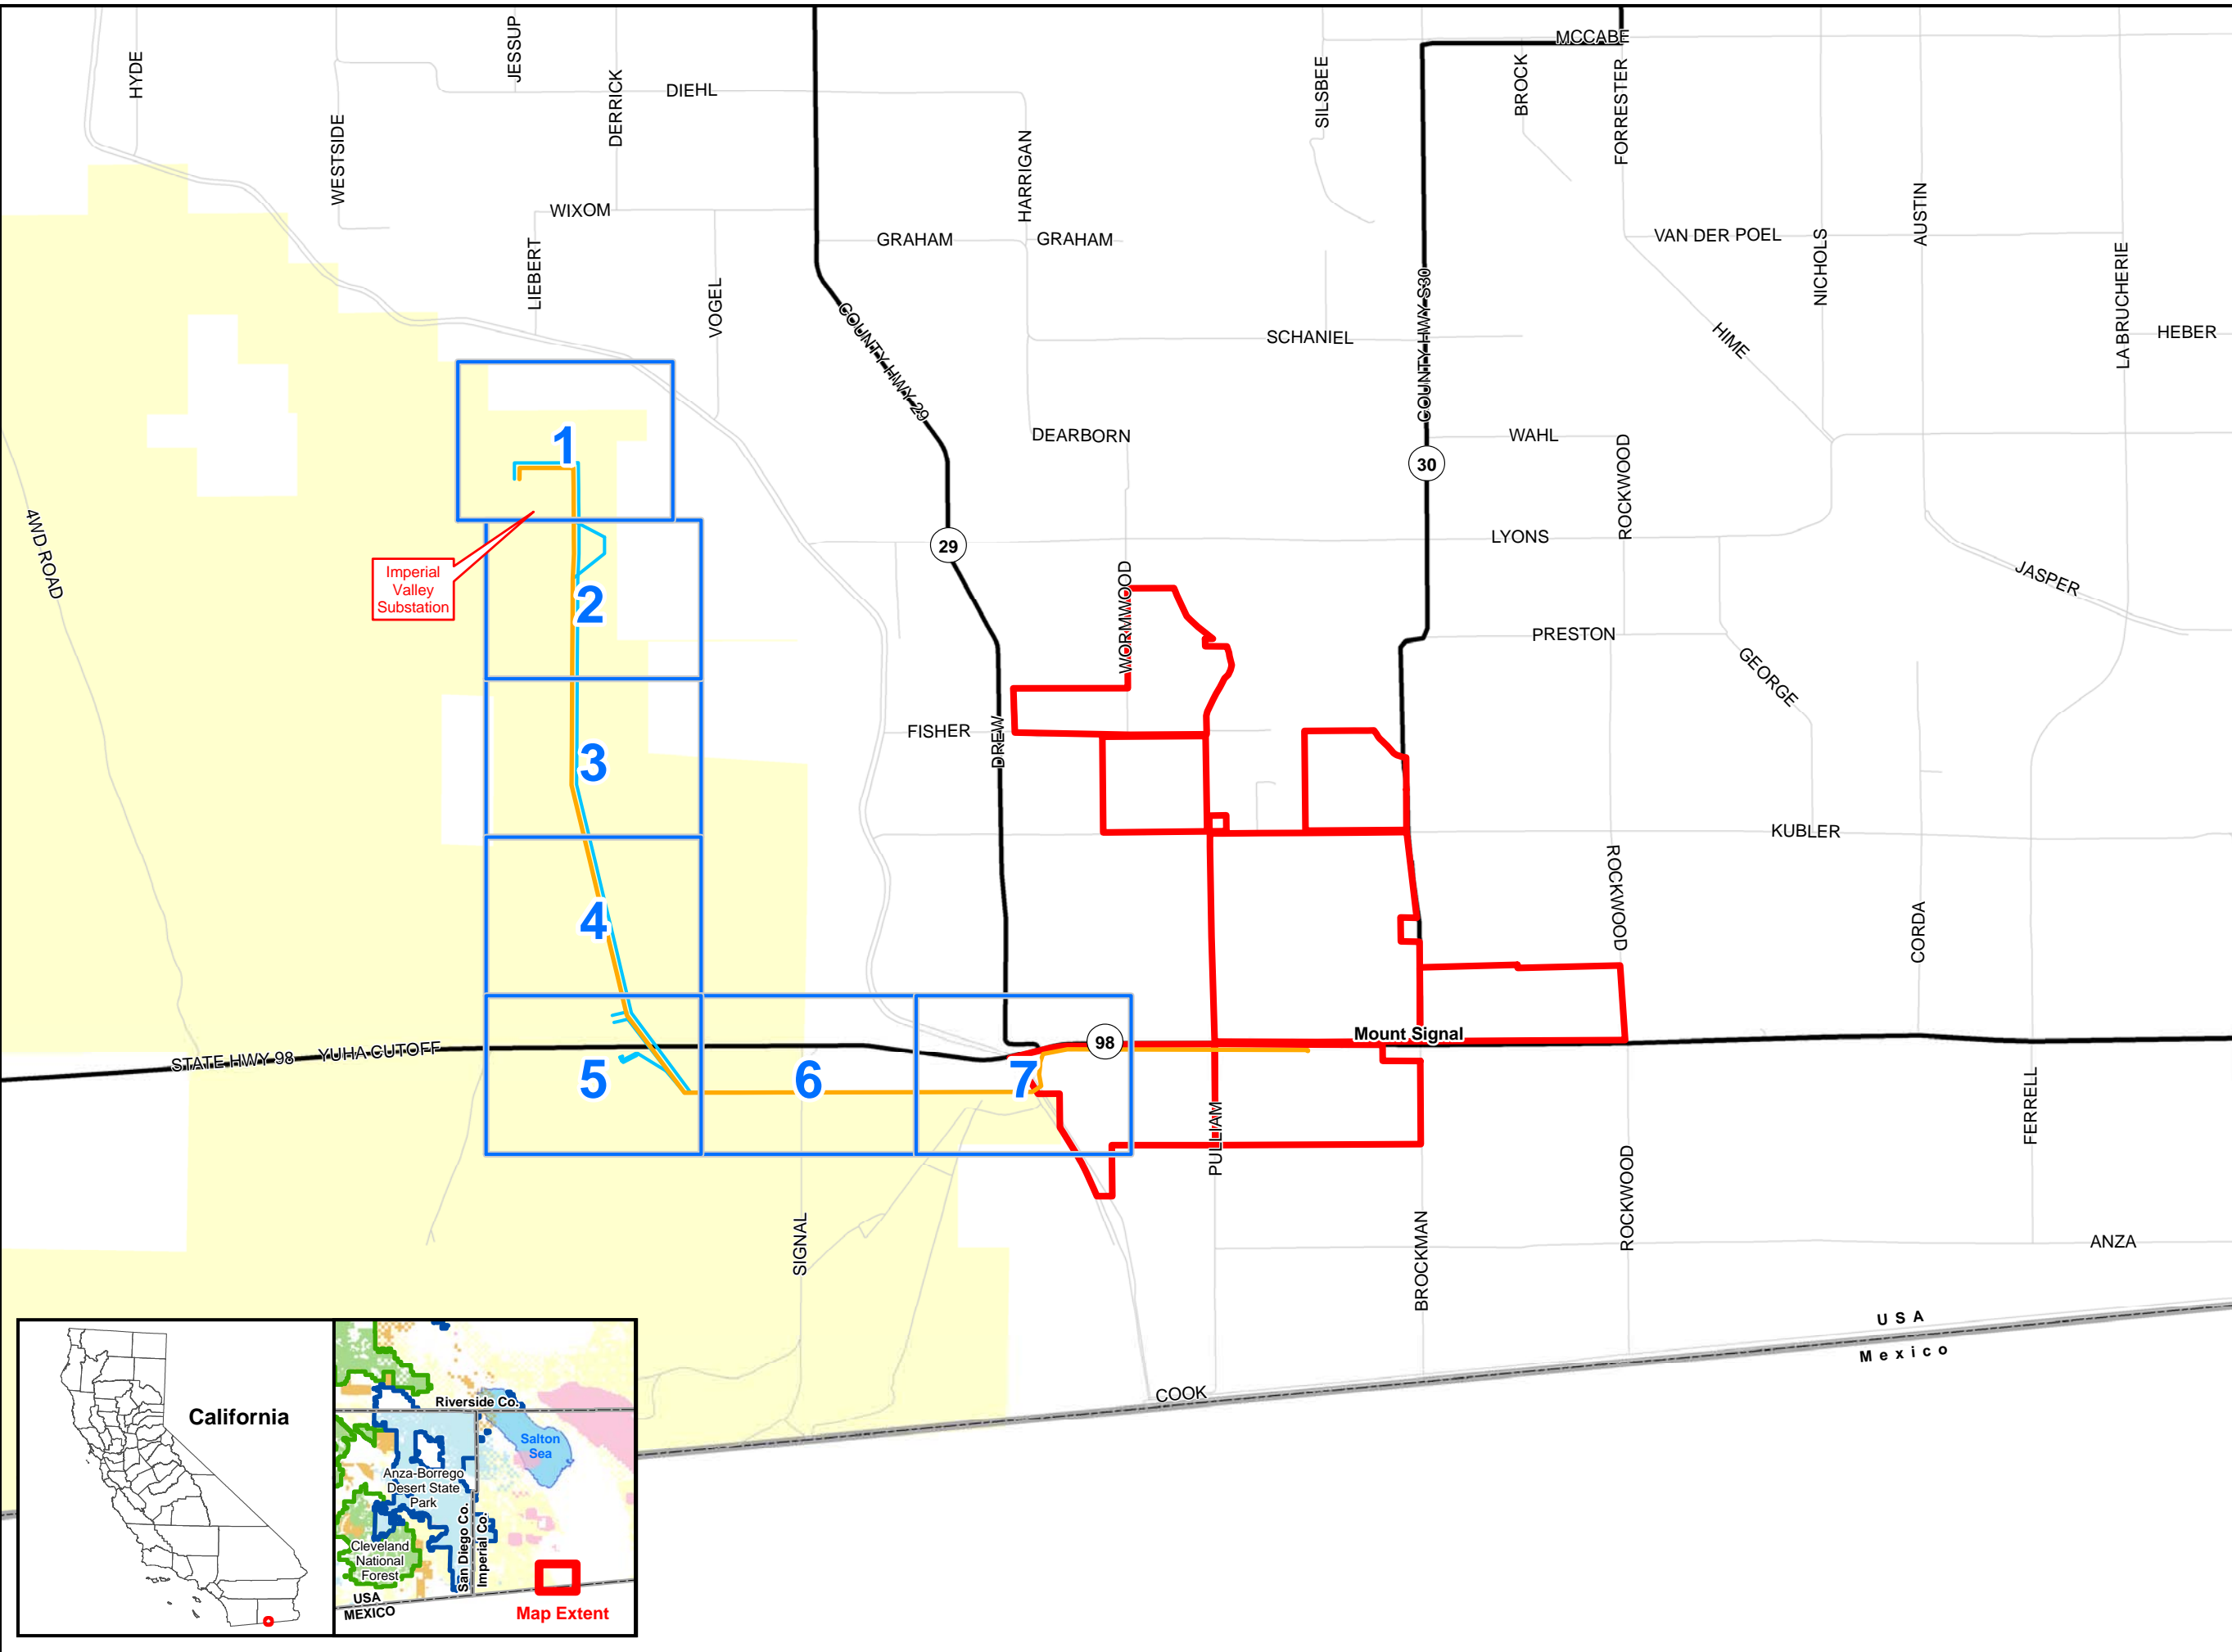 HYDE
WESTSIDE
JESSUP
DERRICK
DIEHL
HARRIGAN
SILSBEE
MCCABE
BROCK
FORRESTER
WIXOM
LIEBERT
VOGEL
GRAHAM
GRAHAM
COUNTY HWY 29
COUNTY HWY S30
SCHANIEL
VAN DER POEL
NICHOLS
AUSTIN
LA BRUCHERIE
HIME
HEBER
DEARBORN
WAHL
ROCKWOOD
30
29
LYONS
4WD ROAD
JASPER
1
Imperial
Valley
Substation
2
WORMWOOD
PRESTON
GEORGE
3
FISHER
DREW
KUBLER
4
ROCKWOOD
CORDA
STATE HWY 98
YUHA CUTOFF
98
Mount Signal
5
6
7
PULLIAM
FERRELL
SIGNAL
BROCKMAN
ROCKWOOD
ANZA
USA
Mexico
COOK
California
Riverside Co.
Salton
Sea
Anza-Borrego
Desert State
Park
San Diego Co.
Imperial Co.
Cleveland
National
Forest
USA
MEXICO
Map Extent